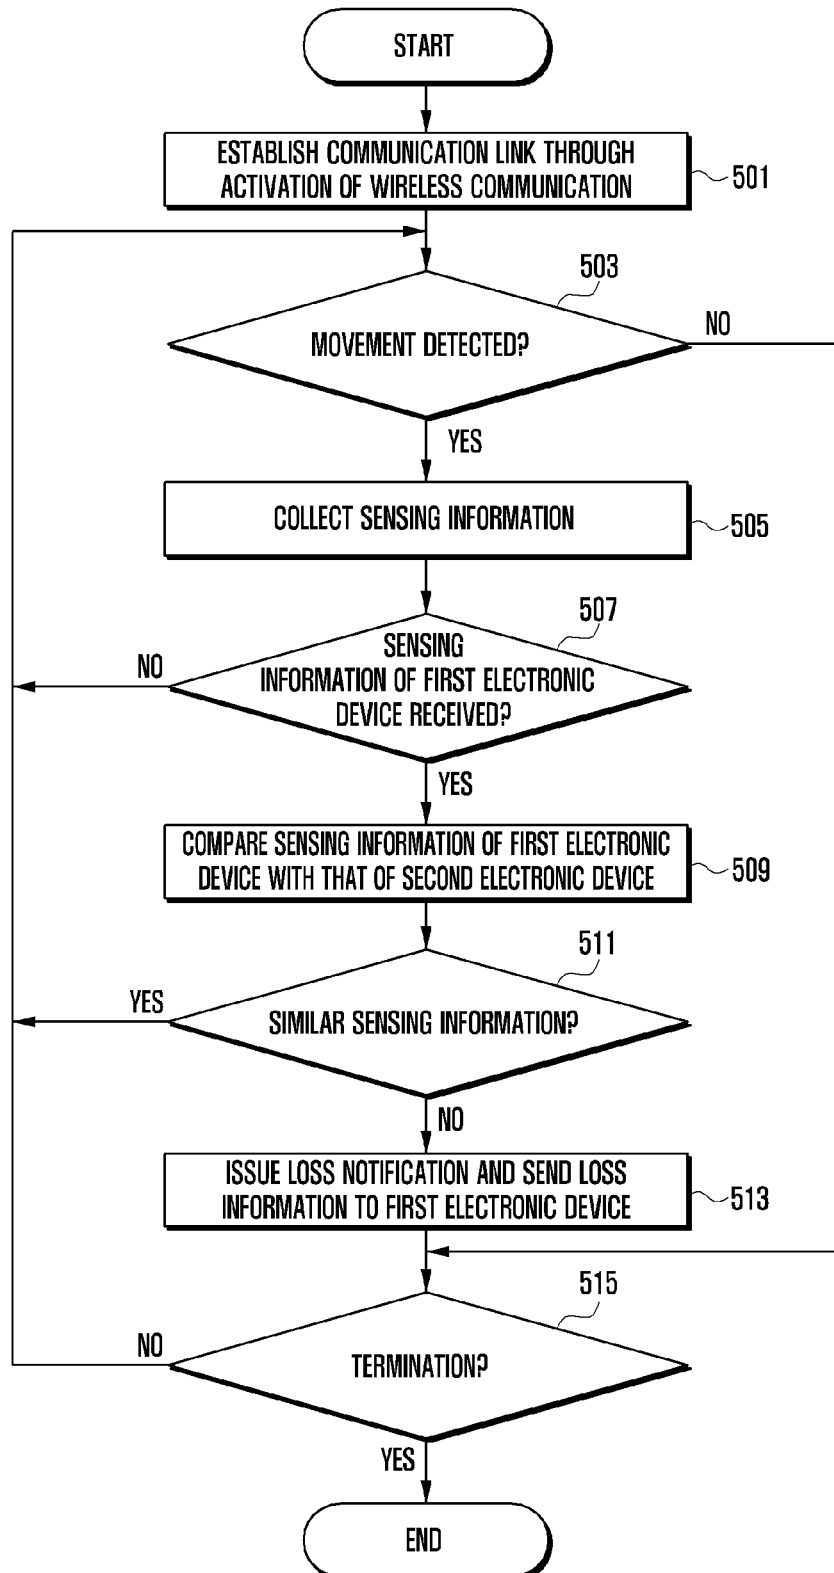 START
ESTABLISH COMMUNICATION LINK THROUGH
ACTIVATION OF WIRELESS COMMUNICATION
501
503
MOVEMENT DETECTED?
NO
YES
COLLECT SENSING INFORMATION
505
507
SENSING
INFORMATION OF FIRST ELECTRONIC
DEVICE RECEIVED?
NO
YES
COMPARE SENSING INFORMATION OF FIRST ELECTRONIC
DEVICE WITH THAT OF SECOND ELECTRONIC DEVICE
509
511
SIMILAR SENSING INFORMATION?
YES
NO
ISSUE LOSS NOTIFICATION AND SEND LOSS
INFORMATION TO FIRST ELECTRONIC DEVICE
513
515
TERMINATION?
NO
YES
END